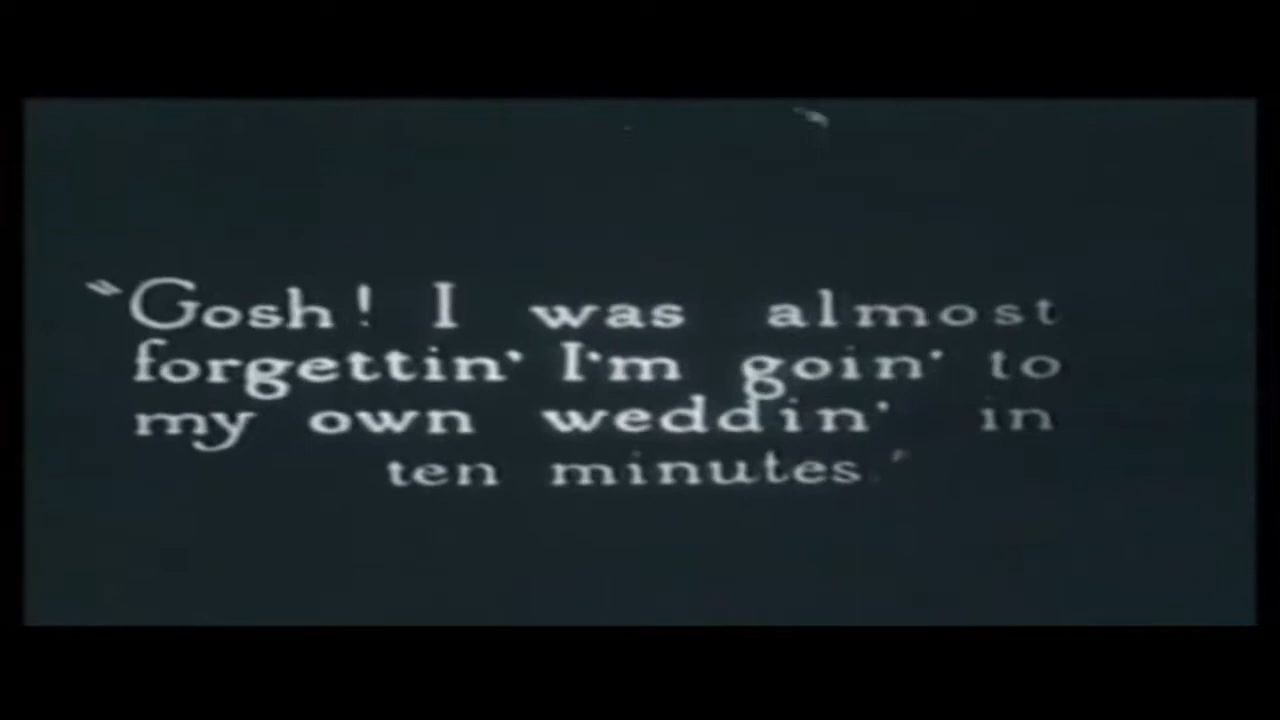 "Gosh! I was almost
forgettin' I'm goin' to
my own weddin' in
ten minutes."